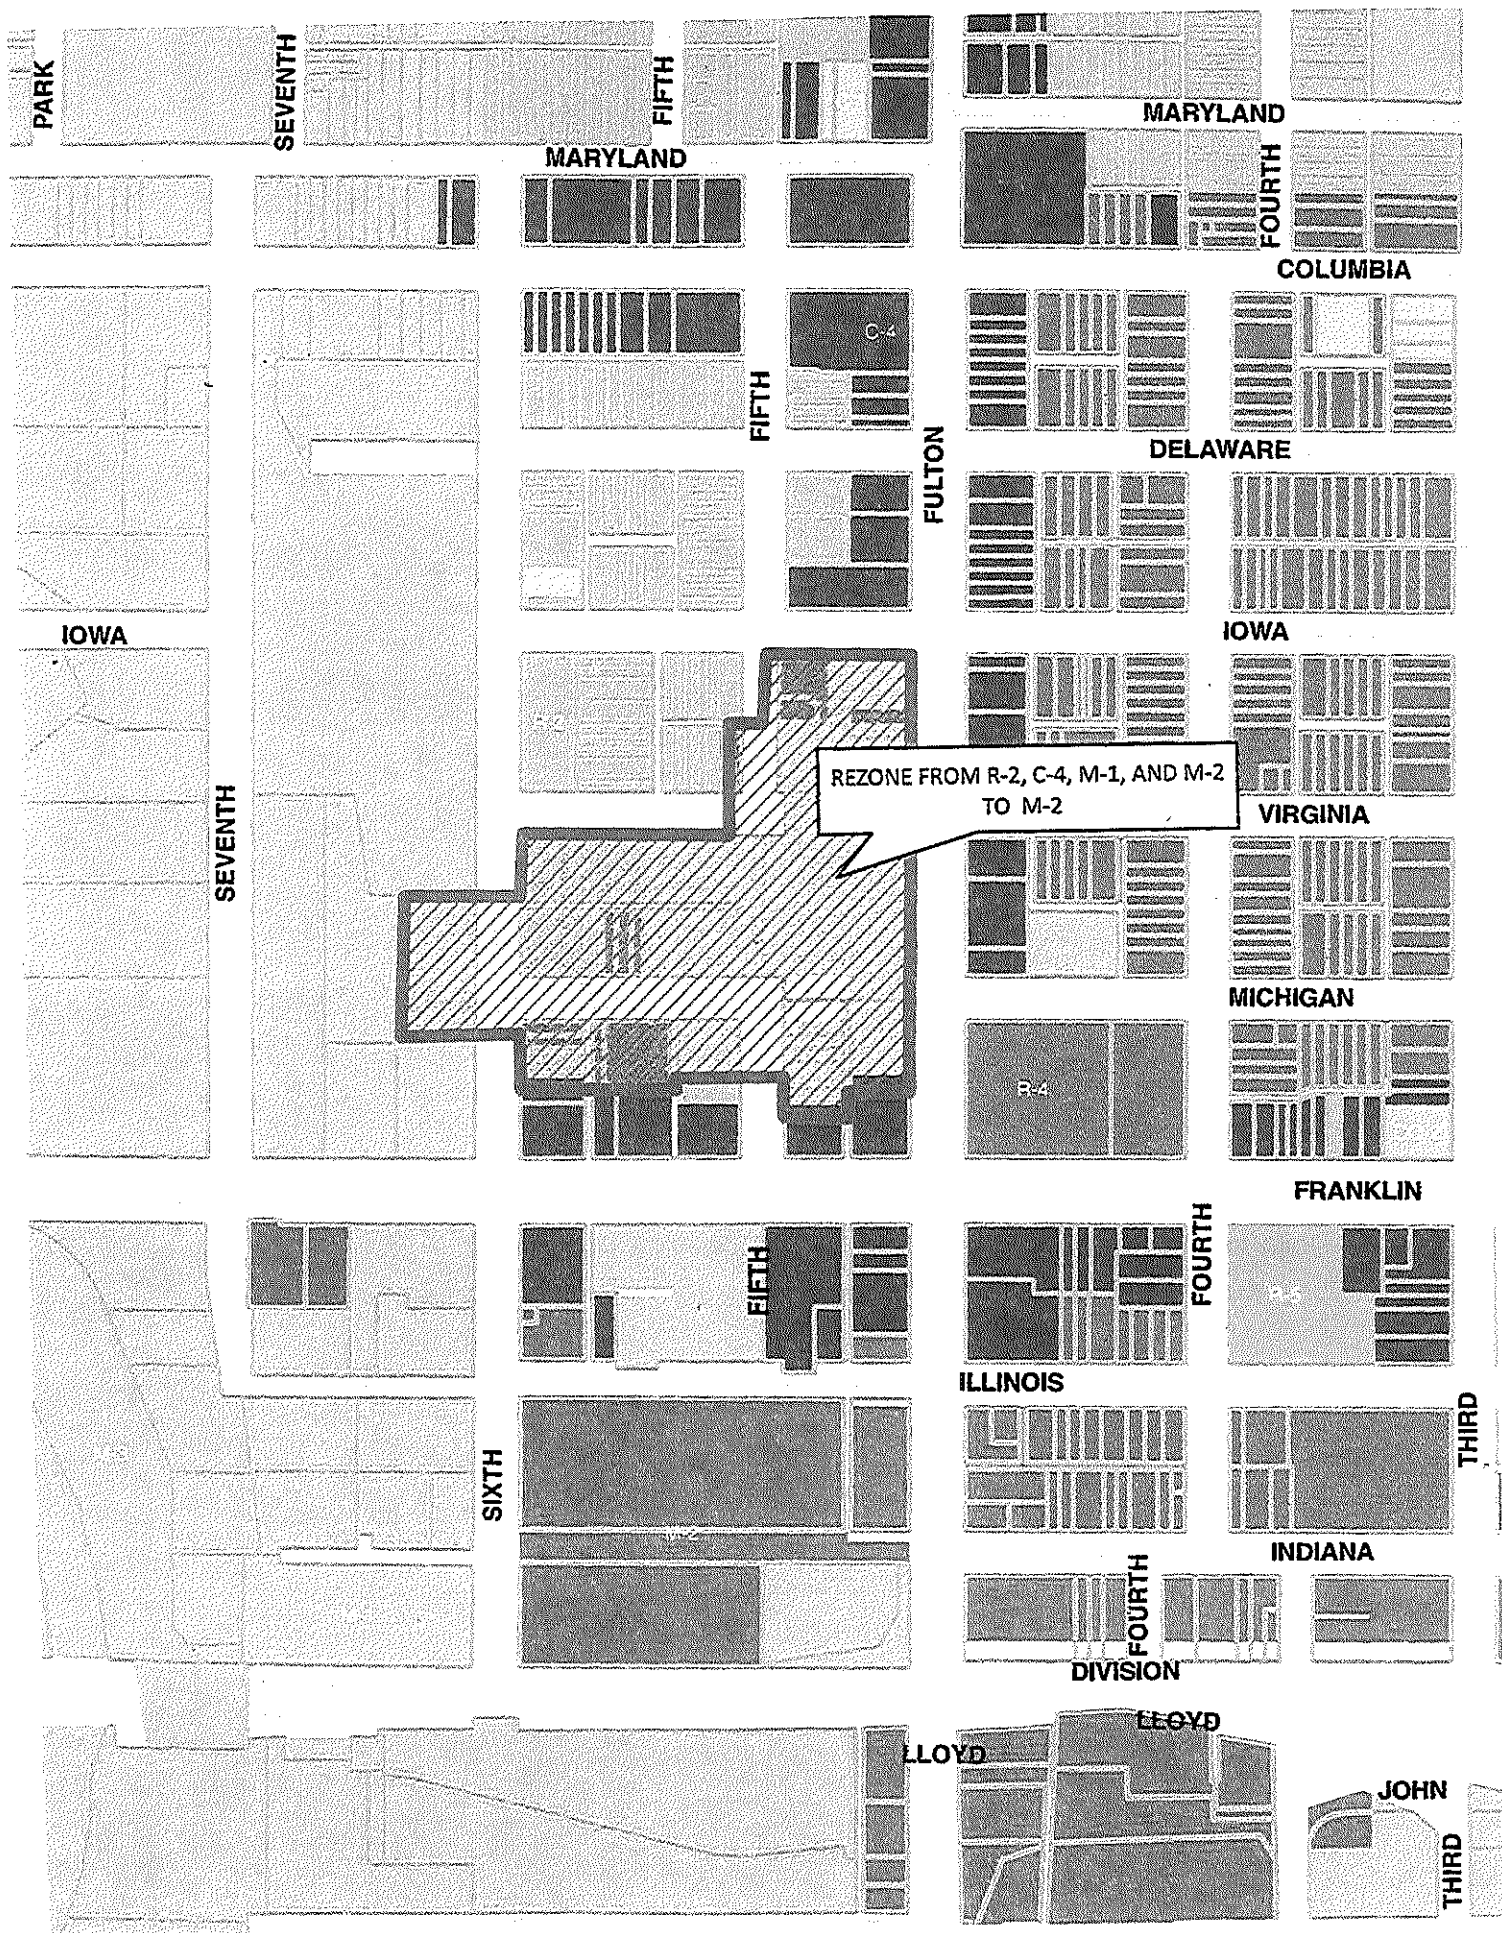 PARK
SEVENTH
FIFTH
MARYLAND
MARYLAND
FOURTH
COLUMBIA
C-4
FIFTH
DELAWARE
FULTON
IOWA
IOWA
REZONE FROM R-2, C-4, M-1, AND M-2
TO M-2
SEVENTH
VIRGINIA
MICHIGAN
R-4
FRANKLIN
FIFTH
FOURTH
ILLINOIS
THIRD
SIXTH
M-2
INDIANA
FOURTH
DIVISION
LLOYD
LLOYD
JOHN
THIRD